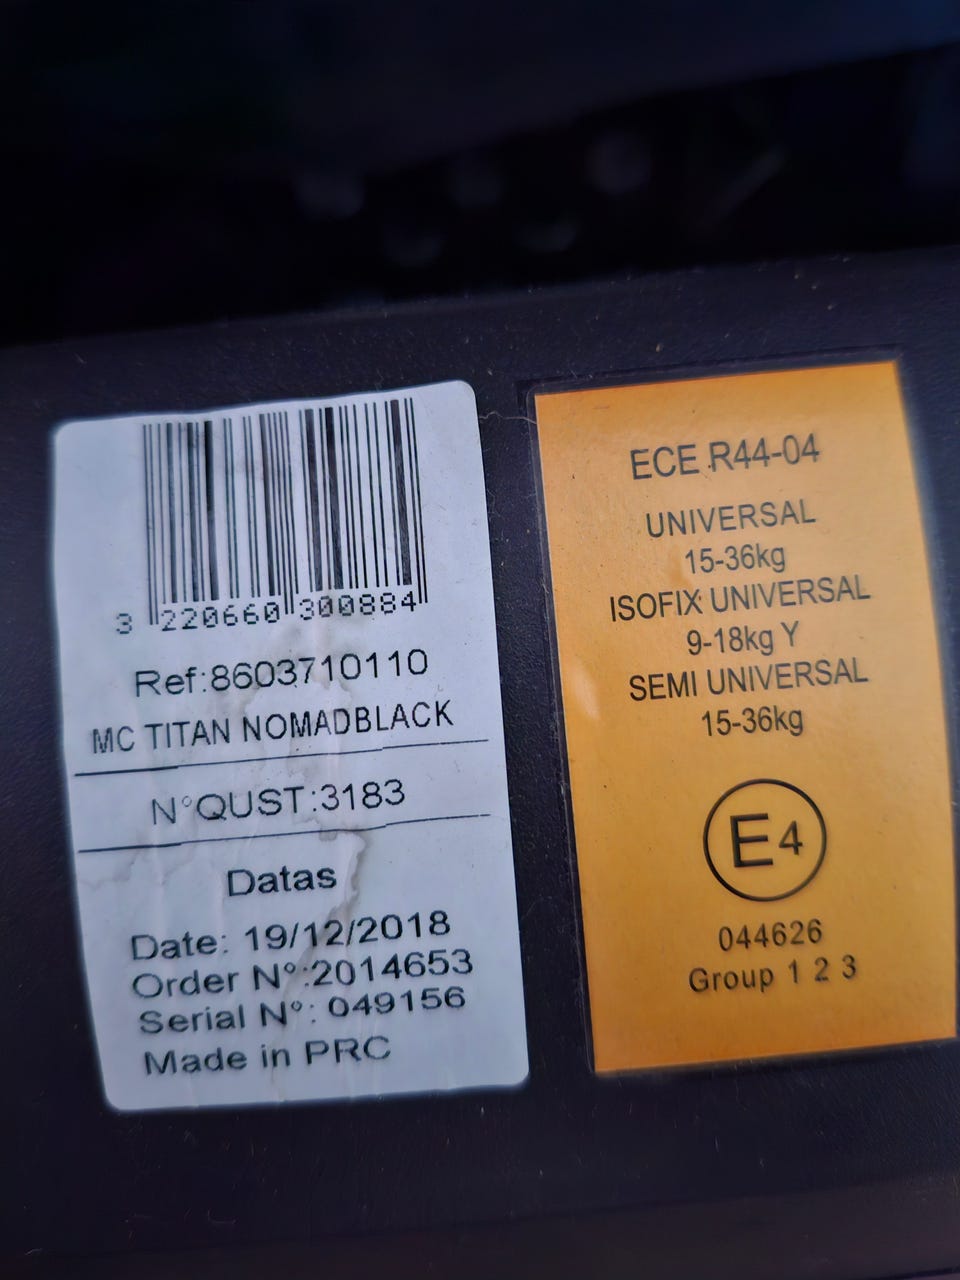 3 220660 300884
Ref:8603710110
MC TITAN NOMADBLACK
N°QUST:3183
Datas
Date: 19/12/2018
Order N°:2014653
Serial N°: 049156
Made in PRC
ECE R44-04
UNIVERSAL
15-36kg
ISOFIX UNIVERSAL
9-18kg Y
SEMI UNIVERSAL
15-36kg
E4
044626
Group 1 2 3